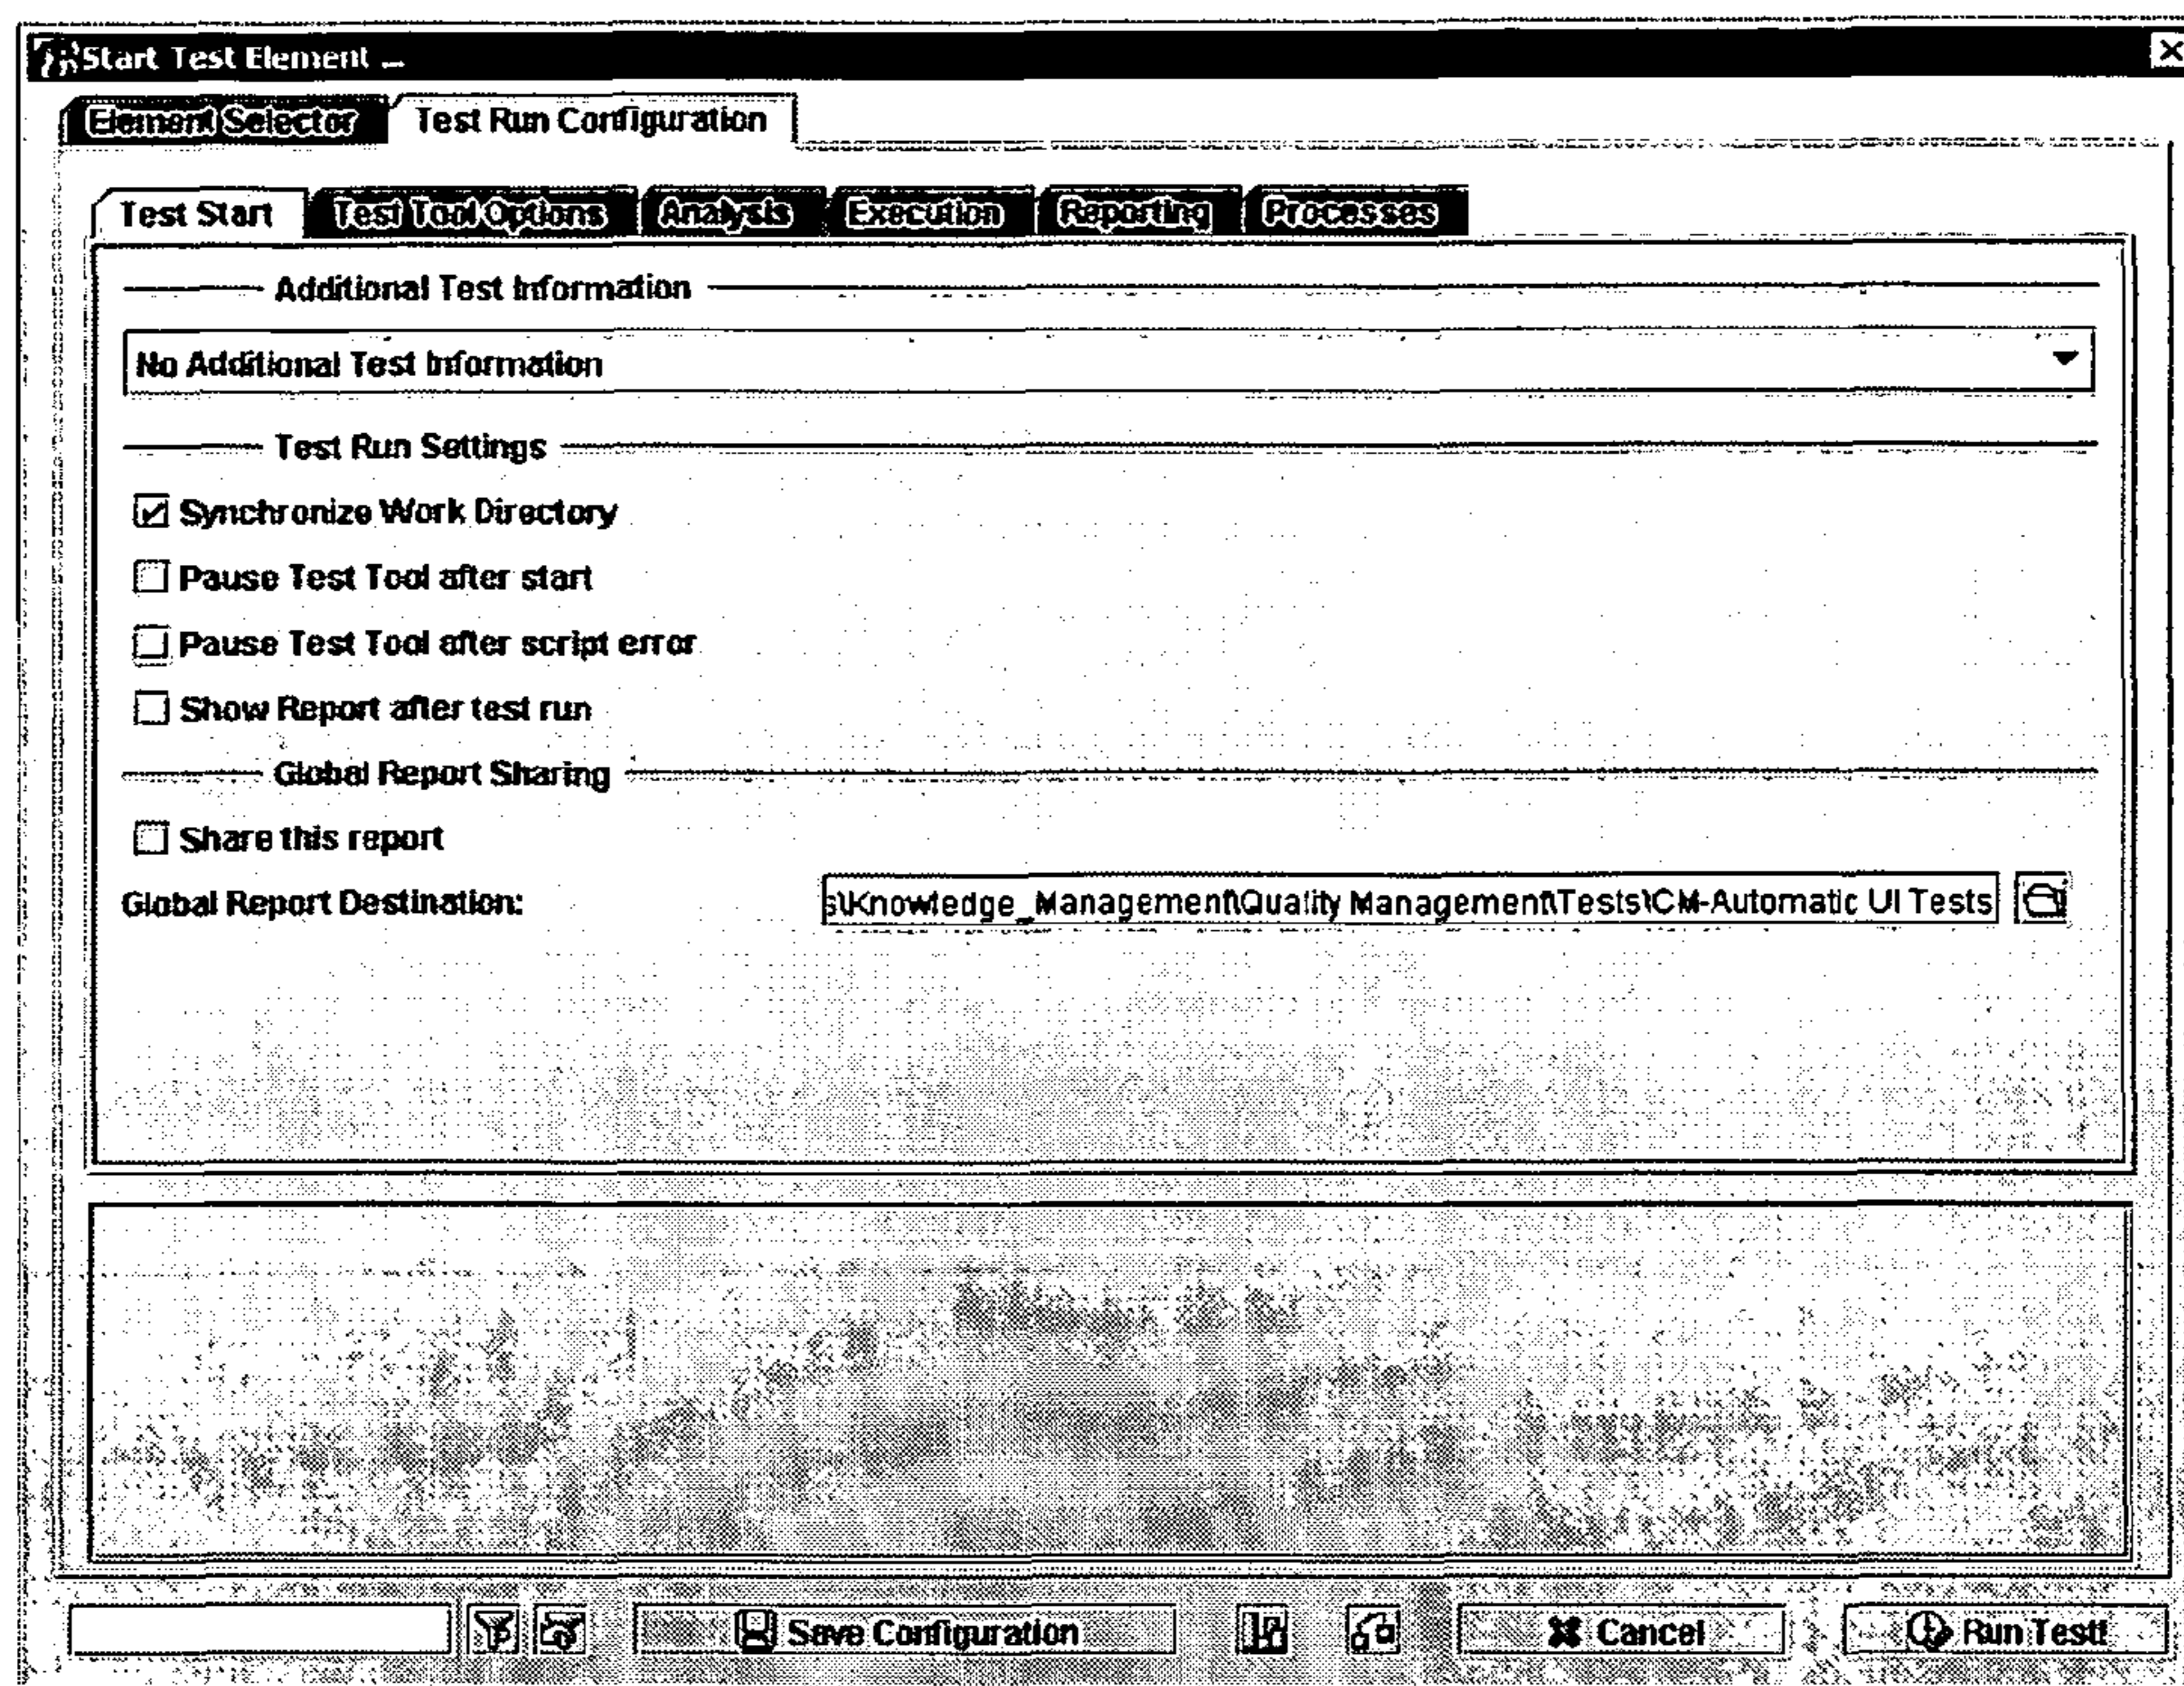 Start Test Element ...
Element Selector Test Run Configuration
Test Start Test Tool Options Analysis Execution Reporting Processes
Additional Test Information
No Additional Test Information
Test Run Settings
Synchronize Work Directory
Pause Test Tool after start
Pause Test Tool after script error
Show Report after test run
Global Report Sharing
Share this report
Global Report Destination: s\Knowledge_Management\Quality Management\Tests\CM-Automatic UI Tests
Save Configuration Cancel Run Test!